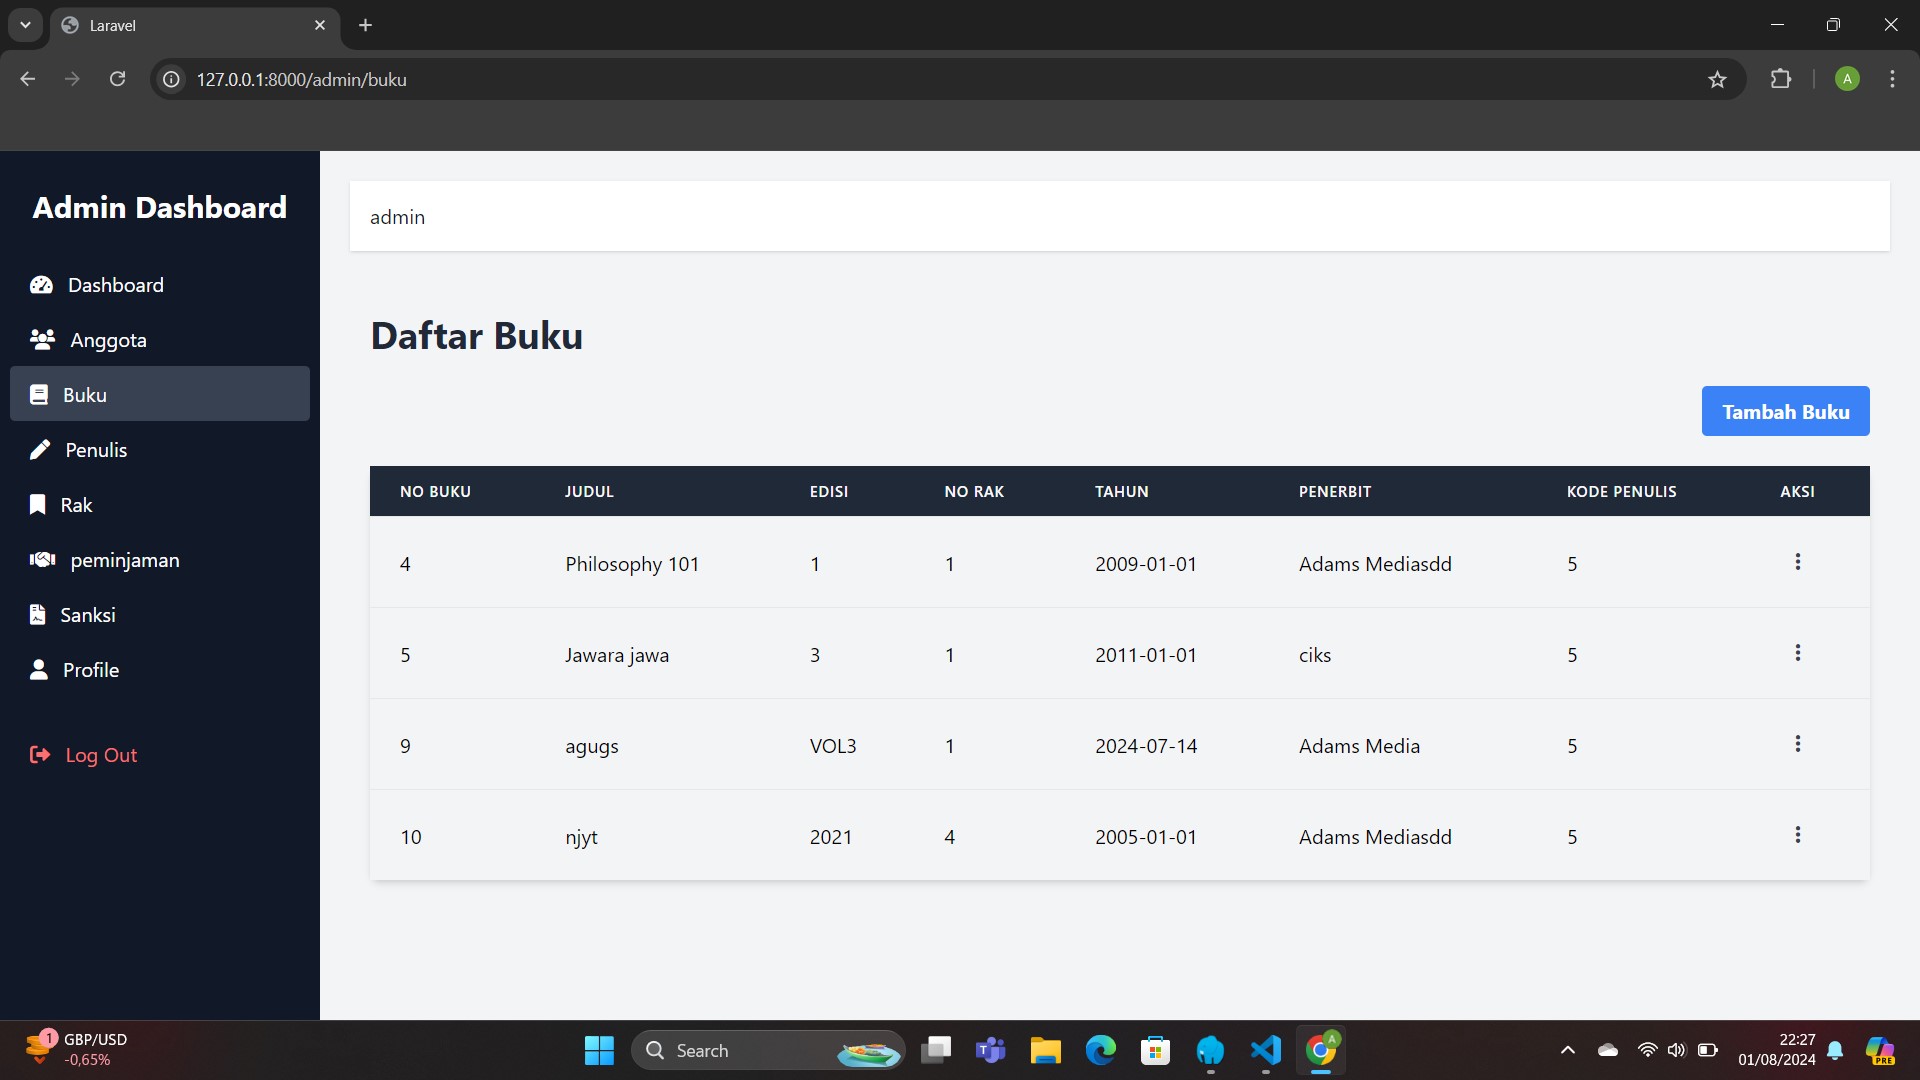 Laravel
127.0.0.1:8000/admin/buku
A
Admin Dashboard
Dashboard
Anggota
Buku
Penulis
Rak
peminjaman
Sanksi
Profile
Log Out
admin
Daftar Buku
Tambah Buku
NO BUKU JUDUL EDISI NO RAK TAHUN PENERBIT KODE PENULIS AKSI
4 Philosophy 101 1 1 2009-01-01 Adams Mediasdd 5
5 Jawara jawa 3 1 2011-01-01 ciks 5
9 agugs VOL3 1 2024-07-14 Adams Media 5
10 njyt 2021 4 2005-01-01 Adams Mediasdd 5
1
GBP/USD
-0,65%
Search
A
22:27
01/08/2024
PRE